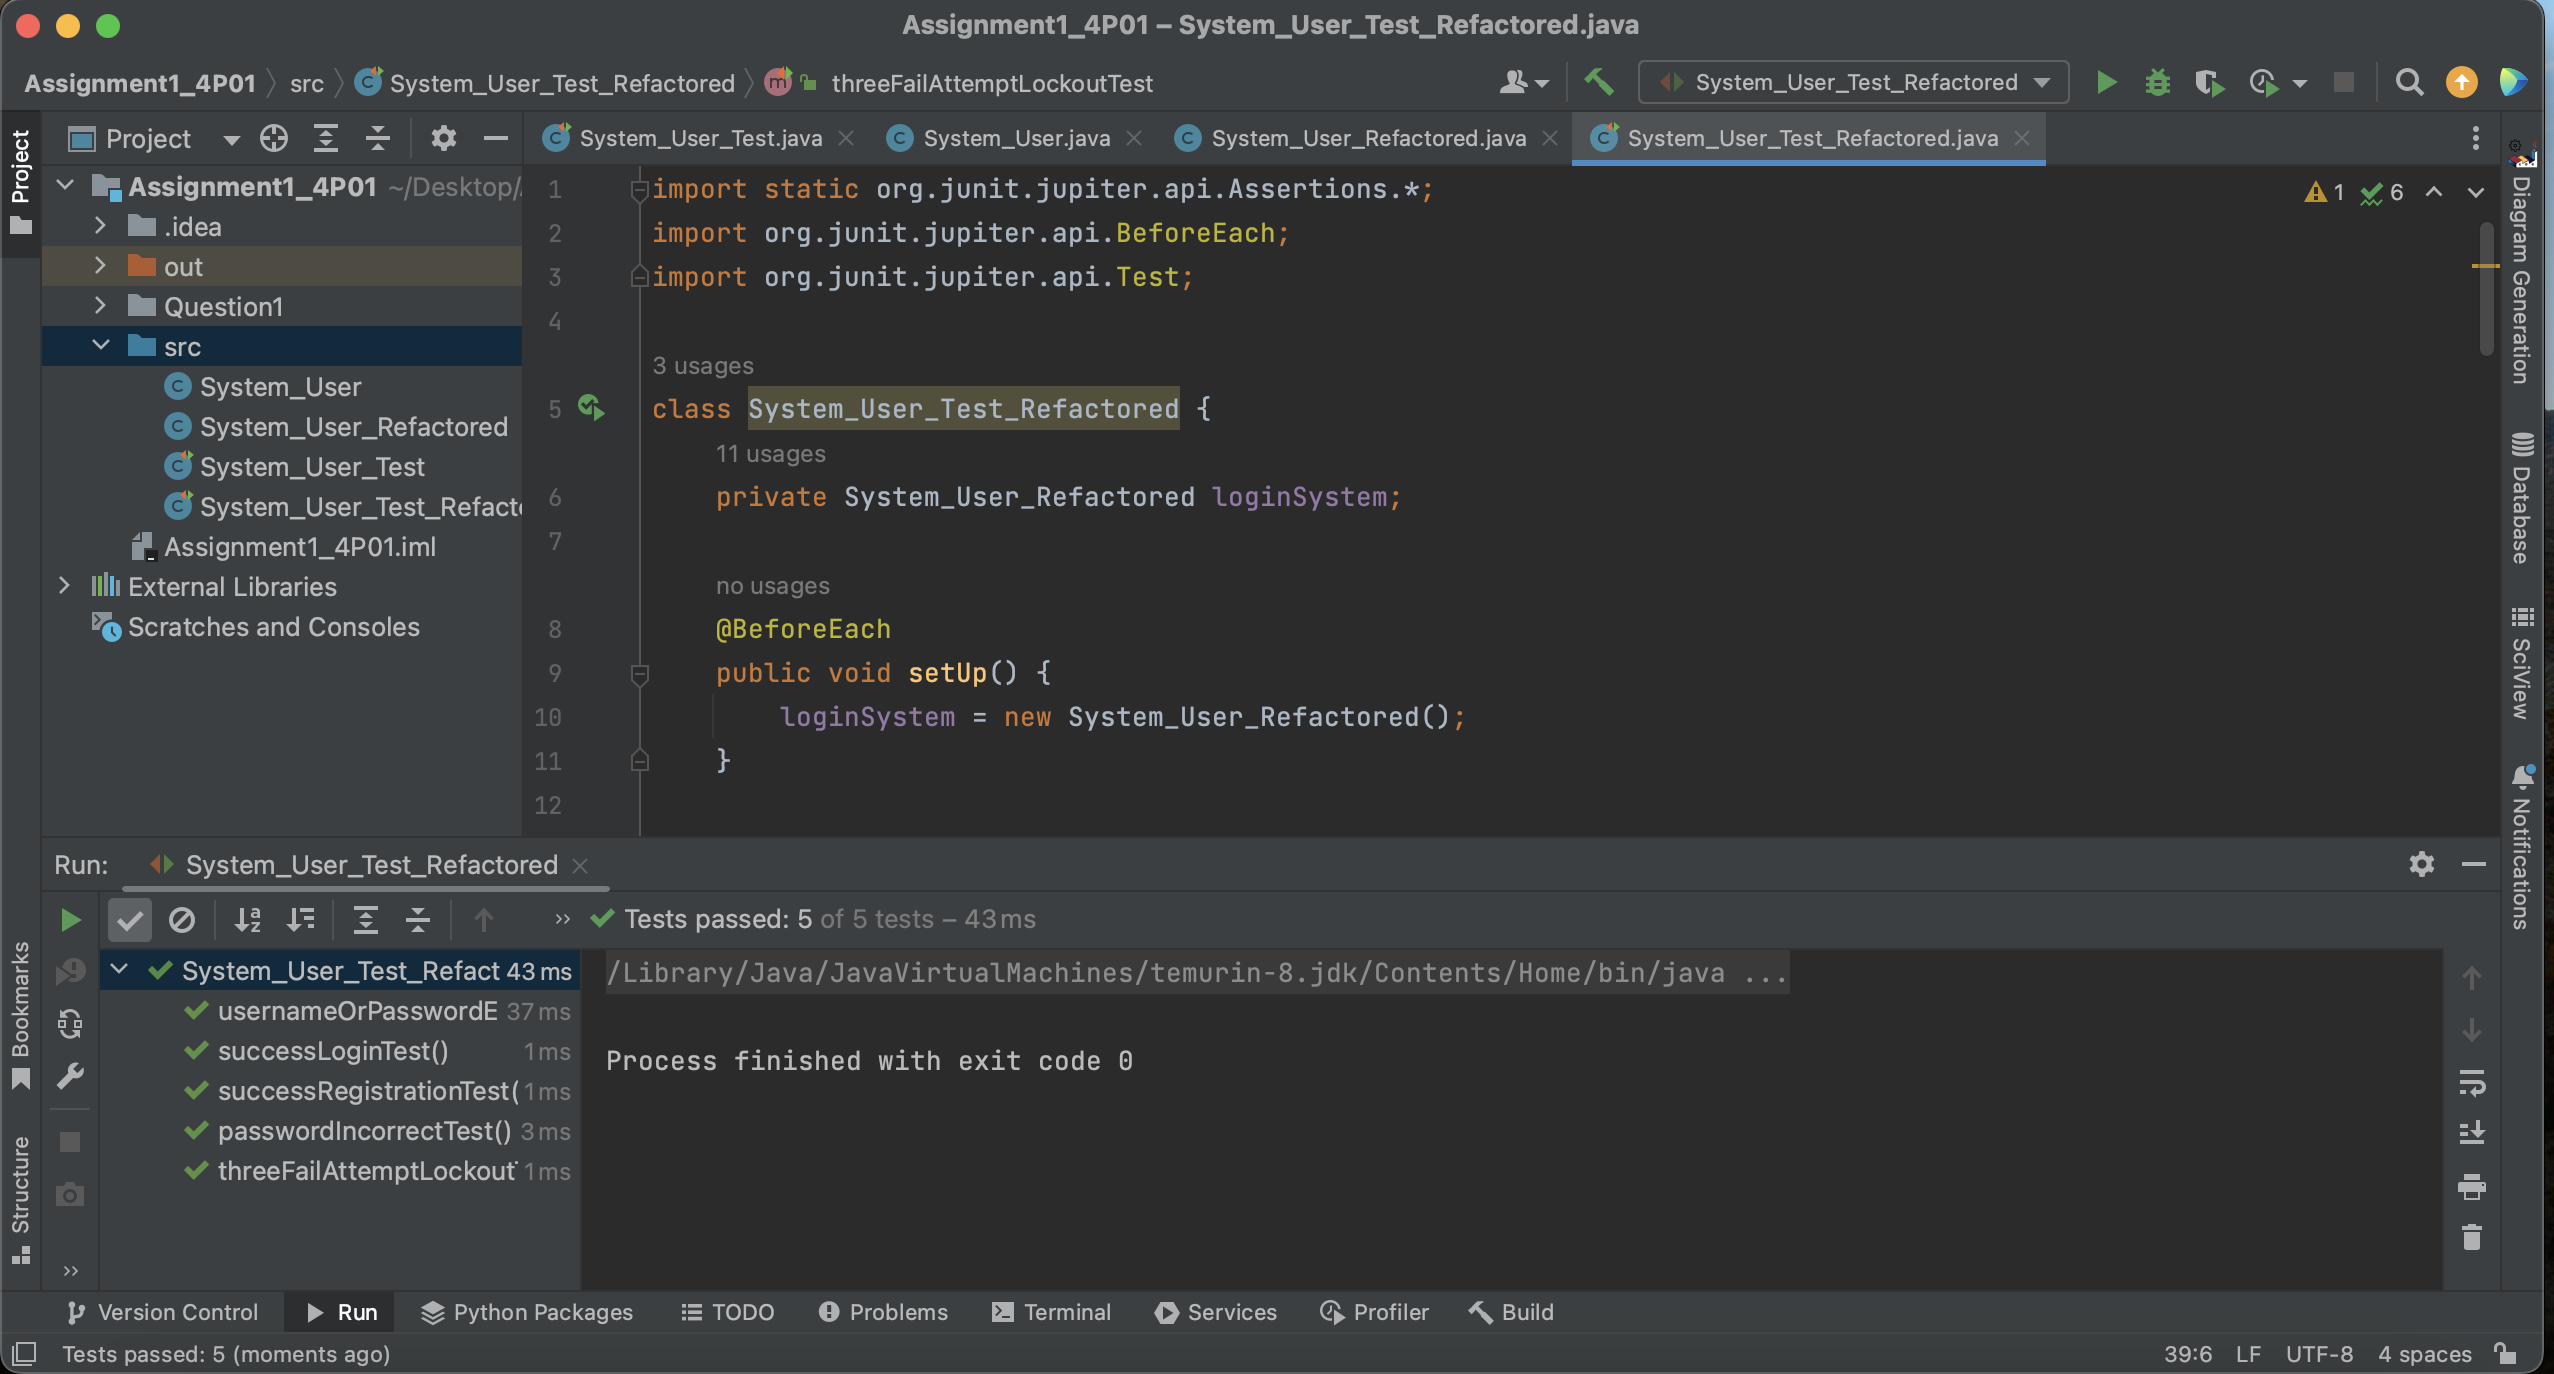 Assignment1_4P01 – System_User_Test_Refactored.java
Assignment1_4P01 src System_User_Test_Refactored m threeFailAttemptLockoutTest System_User_Test_Refactored
Project
Project
System_User_Test.java
System_User.java
System_User_Refactored.java
System_User_Test_Refactored.java
Assignment1_4P01 ~/Desktop/
.idea
out
Question1
src
C System_User
C System_User_Refactored
C System_User_Test
C System_User_Test_Refact
Assignment1_4P01.iml
External Libraries
Scratches and Consoles
1 import static org.junit.jupiter.api.Assertions.*;
2 import org.junit.jupiter.api.BeforeEach;
3 import org.junit.jupiter.api.Test;
4
3 usages
5 class System_User_Test_Refactored {
11 usages
6 private System_User_Refactored loginSystem;
7
no usages
8 @BeforeEach
9 public void setUp() {
10 loginSystem = new System_User_Refactored();
11 }
12
1 6
Diagram Generation
Database
SciView
Notifications
Run: System_User_Test_Refactored
Tests passed: 5 of 5 tests – 43 ms
System_User_Test_Refact 43 ms
usernameOrPasswordE 37 ms
successLoginTest() 1 ms
successRegistrationTest( 1 ms
passwordIncorrectTest() 3 ms
threeFailAttemptLockout 1 ms
/Library/Java/JavaVirtualMachines/temurin-8.jdk/Contents/Home/bin/java ...
Process finished with exit code 0
Bookmarks
Structure
Version Control Run Python Packages TODO Problems Terminal Services Profiler Build
Tests passed: 5 (moments ago) 39:6 LF UTF-8 4 spaces